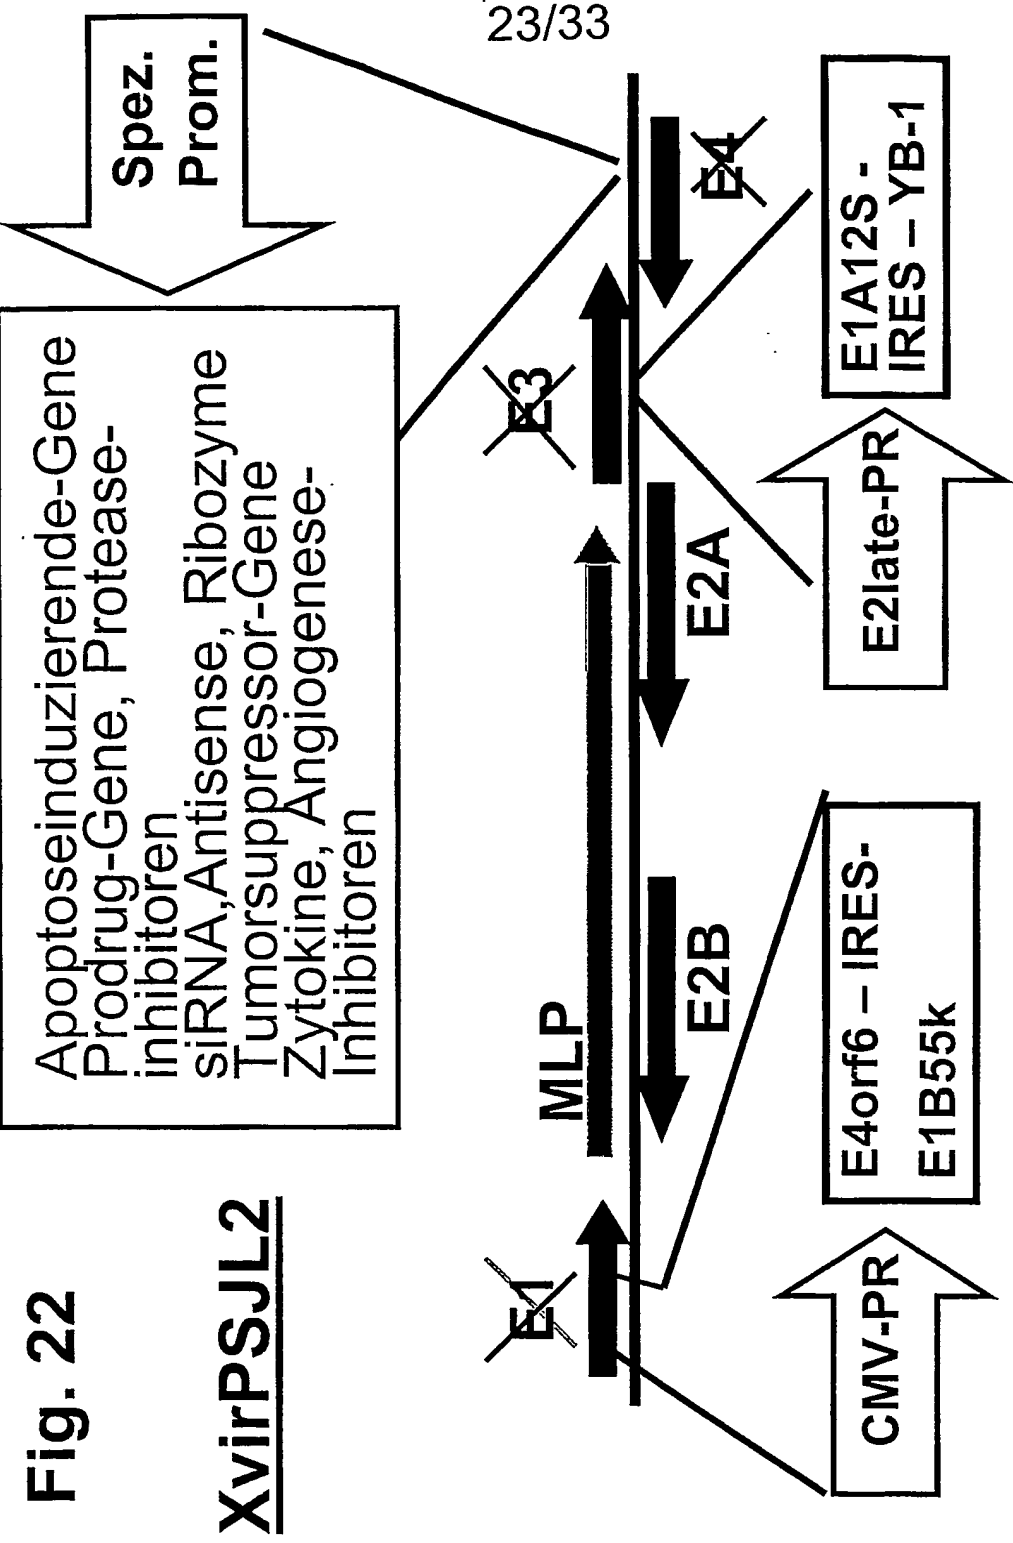 23/33
Fig. 22
XvirPSJL2
Apoptoseinduzierende-Gene
Prodrug-Gene, Protease-
inhibitoren
siRNA,Antisense, Ribozyme
Tumorsuppressor-Gene
Zytokine, Angiogenese-
Inhibitoren
Spez.
Prom.
E1
MLP
E3
E2B
E2A
E4
CMV-PR
E4orf6 – IRES-
E1B55k
E2late-PR
E1A12S -
IRES – YB-1